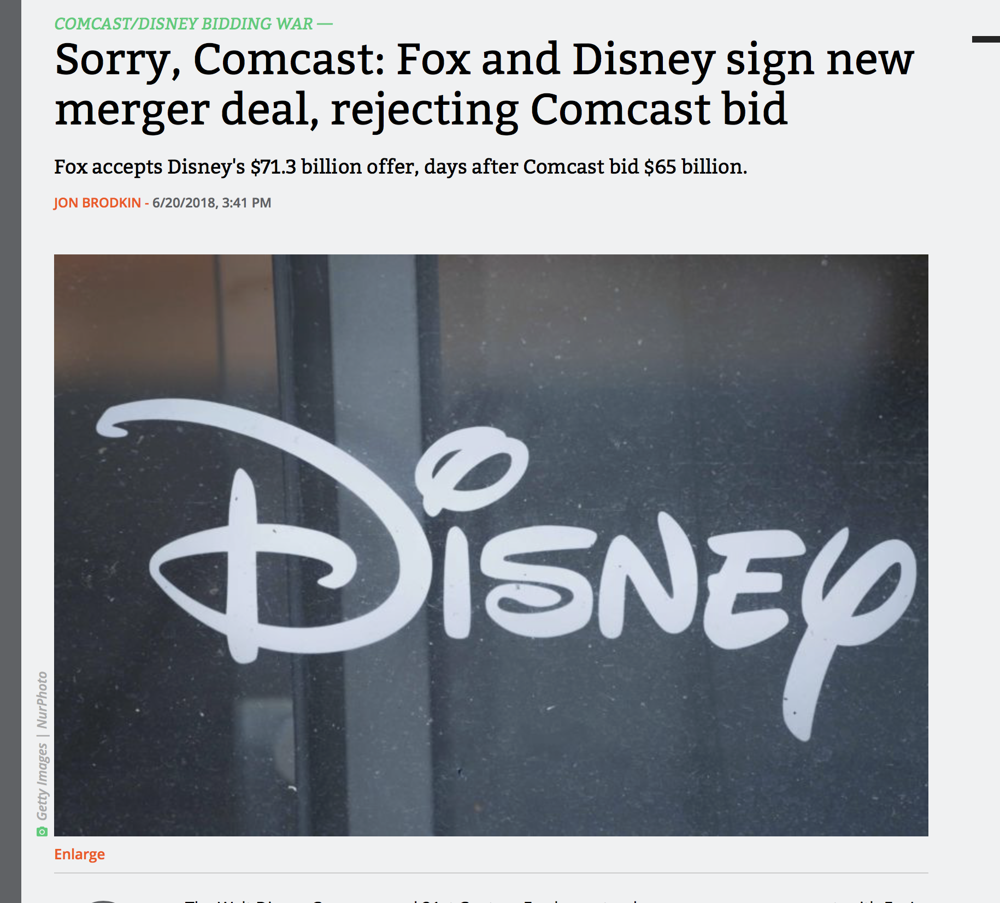 COMCAST/DISNEY BIDDING WAR —
Sorry, Comcast: Fox and Disney sign new
merger deal, rejecting Comcast bid
Fox accepts Disney's $71.3 billion offer, days after Comcast bid $65 billion.
JON BRODKIN - 6/20/2018, 3:41 PM
DISNEY
Getty Images | NurPhoto
Enlarge